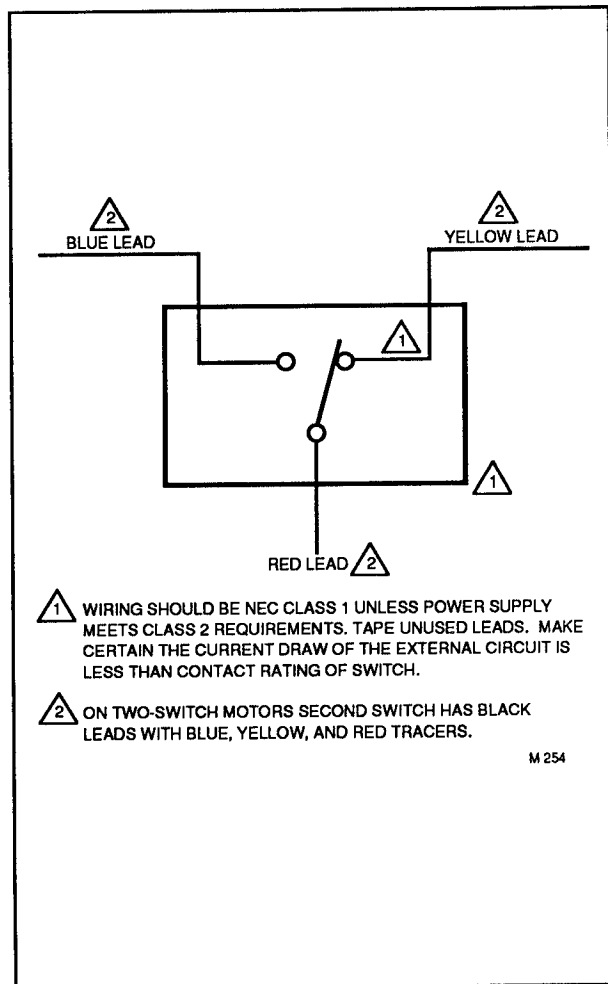 2
BLUE LEAD
2
YELLOW LEAD
1
1
RED LEAD 2
1 WIRING SHOULD BE NEC CLASS 1 UNLESS POWER SUPPLY
MEETS CLASS 2 REQUIREMENTS. TAPE UNUSED LEADS. MAKE
CERTAIN THE CURRENT DRAW OF THE EXTERNAL CIRCUIT IS
LESS THAN CONTACT RATING OF SWITCH.
2 ON TWO-SWITCH MOTORS SECOND SWITCH HAS BLACK
LEADS WITH BLUE, YELLOW, AND RED TRACERS.
M 254